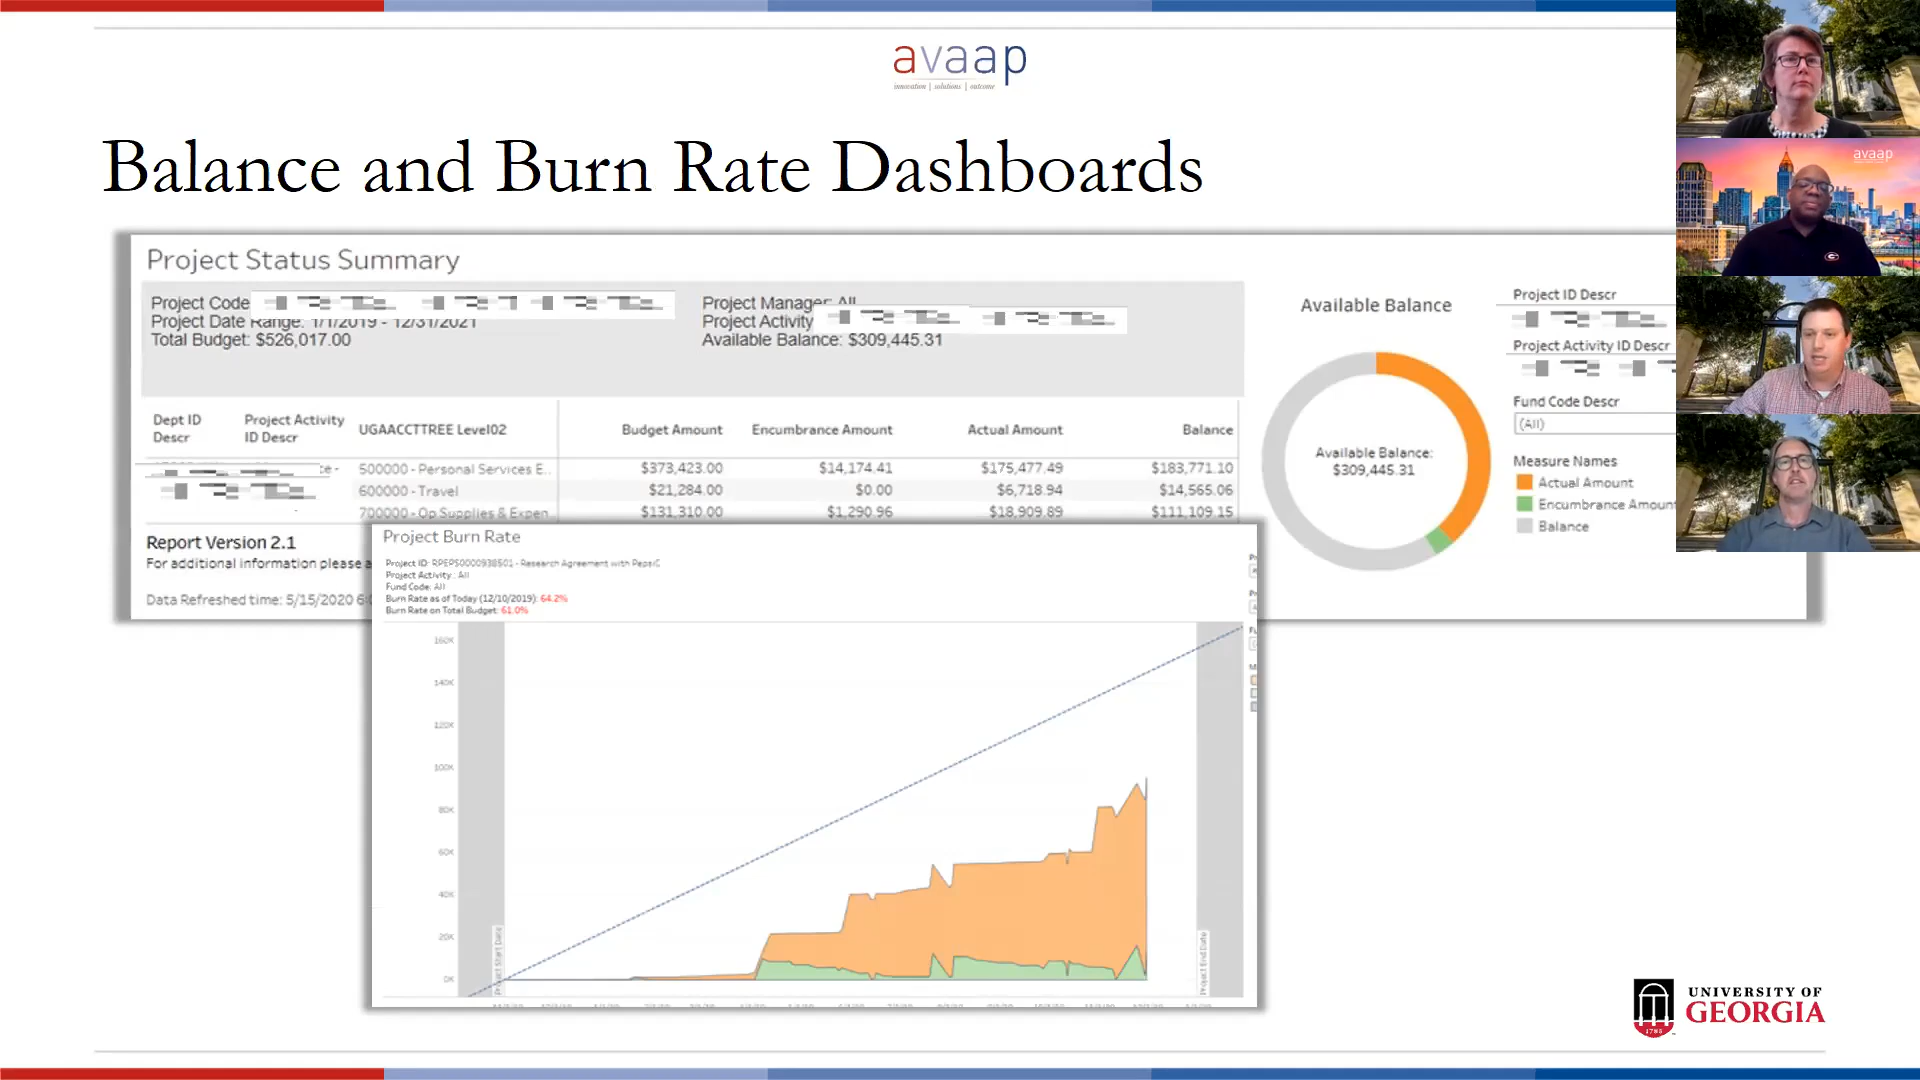 avaap
innovation | solutions | outcome
avaap
Balance and Burn Rate Dashboards
Project Status Summary
Project Code
Project Date Range: 1/1/2019 - 12/31/2021
Total Budget: $526,017.00
Project Manager: All
Project Activity
Available Balance: $309,445.31
Dept ID Descr Project Activity ID Descr UGAACCTTREE Level02 Budget Amount Encumbrance Amount Actual Amount Balance
500000 - Personal Services E.. $373,423.00 $14,174.41 $175,477.49 $183,771.10
600000 - Travel $21,284.00 $0.00 $6,718.94 $14,565.06
700000 - Op Supplies & Expen $131,310.00 $1,290.96 $18,909.89 $111,109.15
Report Version 2.1
For additional information please a
Data Refreshed time: 5/15/2020 6:
Available Balance
Available Balance:
$309,445.31
Project ID Descr
Project Activity ID Descr
Fund Code Descr
(All)
Measure Names
Actual Amount
Encumbrance Amount
Balance
Project Burn Rate
Project ID: RPEPS0000938501 - Research Agreement with PepsiC
Project Activity : All
Fund Code: All
Burn Rate as of Today (12/10/2019): 64.2%
Burn Rate on Total Budget: 61.0%
160K
140K
120K
100K
80K
60K
40K
20K
0K
Project Start Date
Project End Date
UNIVERSITY OF
GEORGIA
1785